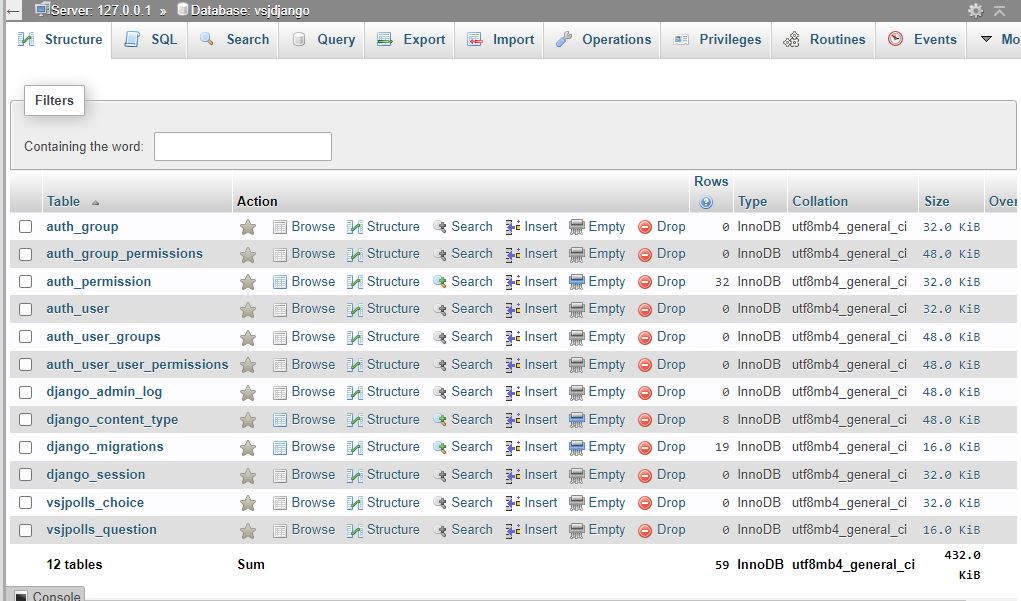 Server: 127.0.0.1 » Database: vsjdjango
Structure SQL Search Query Export Import Operations Privileges Routines Events Mo
Filters
Containing the word:
Table Action Rows Type Collation Size Over
auth_group Browse Structure Search Insert Empty Drop 0 InnoDB utf8mb4_general_ci 32.0 KiB
auth_group_permissions Browse Structure Search Insert Empty Drop 0 InnoDB utf8mb4_general_ci 48.0 KiB
auth_permission Browse Structure Search Insert Empty Drop 32 InnoDB utf8mb4_general_ci 32.0 KiB
auth_user Browse Structure Search Insert Empty Drop 0 InnoDB utf8mb4_general_ci 32.0 KiB
auth_user_groups Browse Structure Search Insert Empty Drop 0 InnoDB utf8mb4_general_ci 48.0 KiB
auth_user_user_permissions Browse Structure Search Insert Empty Drop 0 InnoDB utf8mb4_general_ci 48.0 KiB
django_admin_log Browse Structure Search Insert Empty Drop 0 InnoDB utf8mb4_general_ci 48.0 KiB
django_content_type Browse Structure Search Insert Empty Drop 8 InnoDB utf8mb4_general_ci 48.0 KiB
django_migrations Browse Structure Search Insert Empty Drop 19 InnoDB utf8mb4_general_ci 16.0 KiB
django_session Browse Structure Search Insert Empty Drop 0 InnoDB utf8mb4_general_ci 32.0 KiB
vsjpolls_choice Browse Structure Search Insert Empty Drop 0 InnoDB utf8mb4_general_ci 32.0 KiB
vsjpolls_question Browse Structure Search Insert Empty Drop 0 InnoDB utf8mb4_general_ci 16.0 KiB
12 tables Sum 59 InnoDB utf8mb4_general_ci 432.0
KiB
Console